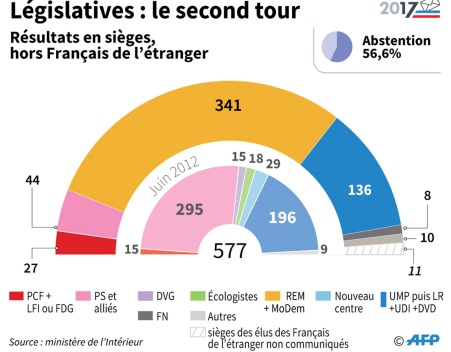 Législatives : le second tour
2017
Résultats en sièges,
hors Français de l'étranger
Abstention
56,6%
341
Juin 2012
15
18
29
44
136
8
295
196
10
27
15
577
9
11
PCF +
LFI ou FDG
PS et
alliés
DVG
FN
Écologistes
Autres
REM
+ MoDem
Nouveau
centre
UMP puis LR
+UDI +DVD
sièges des élus des Français
de l'étranger non communiqués
Source : ministère de l'Intérieur
© AFP